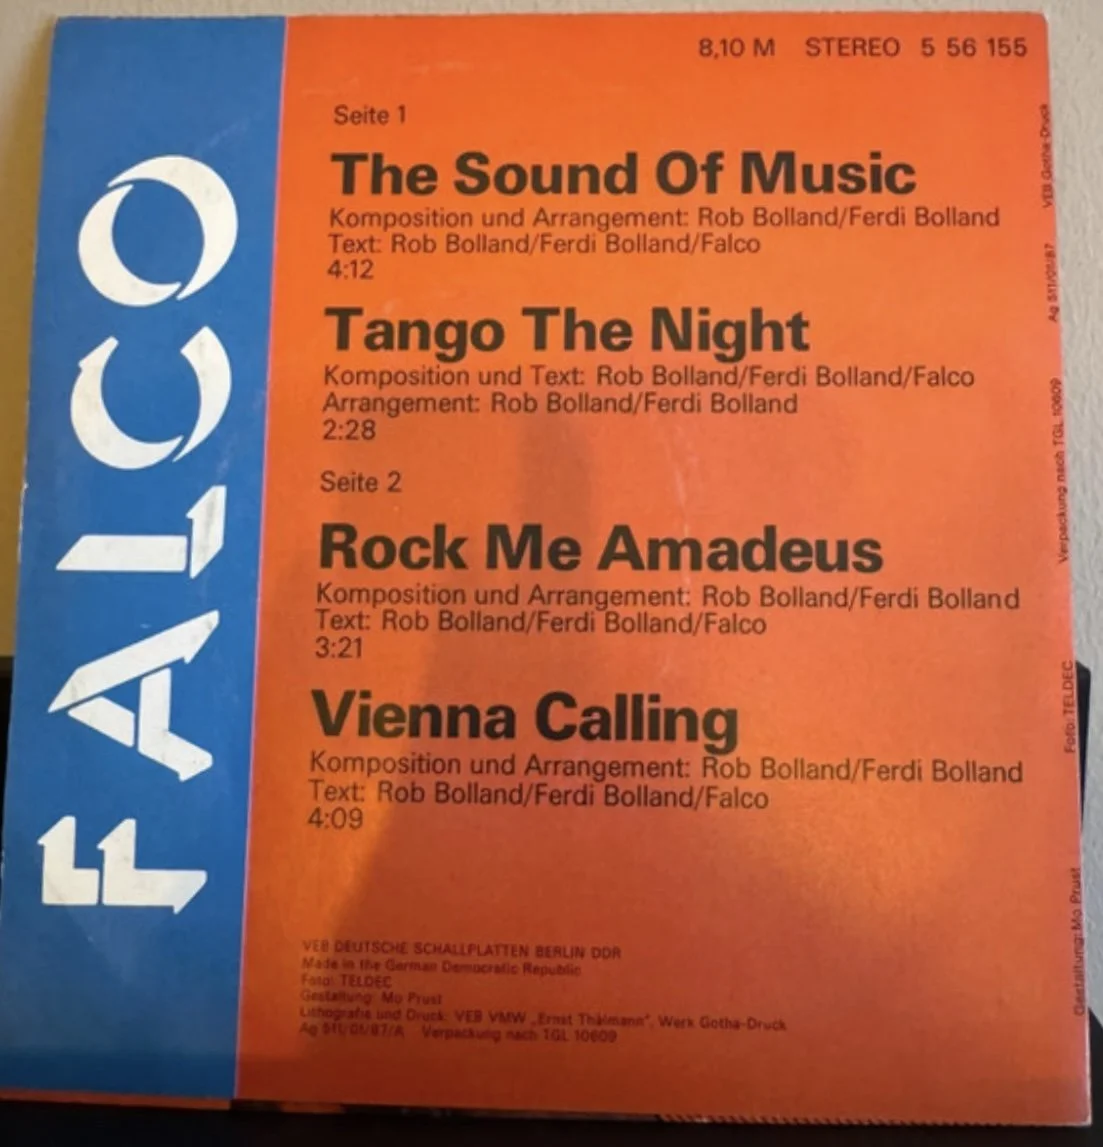 FALCO
8,10 M STEREO 5 56 155
Seite 1
The Sound Of Music
Komposition und Arrangement: Rob Bolland/Ferdi Bolland
Text: Rob Bolland/Ferdi Bolland/Falco
4:12
Tango The Night
Komposition und Text: Rob Bolland/Ferdi Bolland/Falco
Arrangement: Rob Bolland/Ferdi Bolland
2:28
Seite 2
Rock Me Amadeus
Komposition und Arrangement: Rob Bolland/Ferdi Bolland
Text: Rob Bolland/Ferdi Bolland/Falco
3:21
Vienna Calling
Komposition und Arrangement: Rob Bolland/Ferdi Bolland
Text: Rob Bolland/Ferdi Bolland/Falco
4:09
VEB DEUTSCHE SCHALLPLATTEN BERLIN DDR
Made in the German Democratic Republic
Foto: TELDEC
Gestaltung: Mo Prust
Lithografie und Druck: VEB VMW „Ernst Thälmann", Werk Gotha-Druck
Ag 511/01/87/A Verpackung nach TGL 10609
Gestaltung: Mo Prust Foto: TELDEC Verpackung nach TGL 10609 Ag 511/01/87 VEB Gotha-Druck